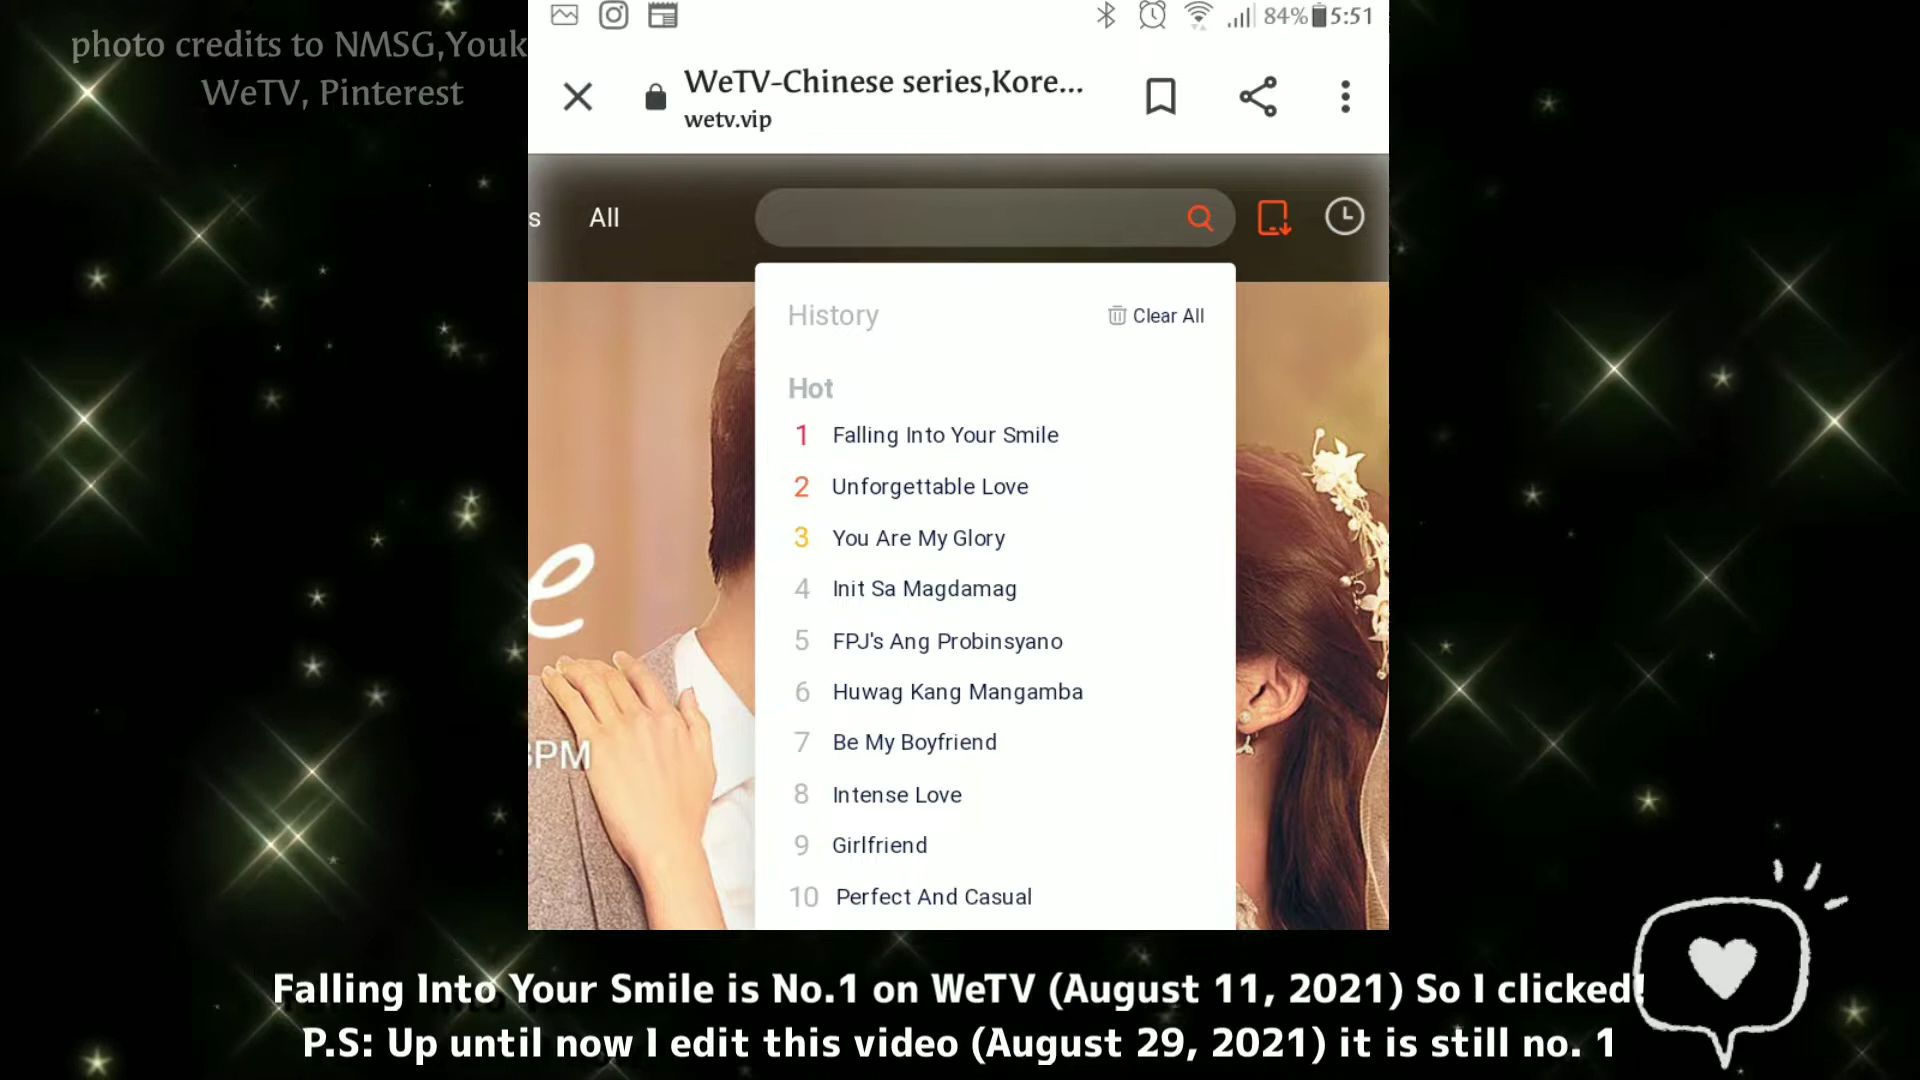 photo credits to NMSG,Youk
WeTV, Pinterest
84% 5:51
WeTV-Chinese series,Kore...
wetv.vip
s All
History Clear All
Hot
1 Falling Into Your Smile
2 Unforgettable Love
3 You Are My Glory
4 Init Sa Magdamag
5 FPJ's Ang Probinsyano
6 Huwag Kang Mangamba
7 Be My Boyfriend
8 Intense Love
9 Girlfriend
10 Perfect And Casual
e
8PM
Falling Into Your Smile is No.1 on WeTV (August 11, 2021) So I clicked!
P.S: Up until now I edit this video (August 29, 2021) it is still no. 1